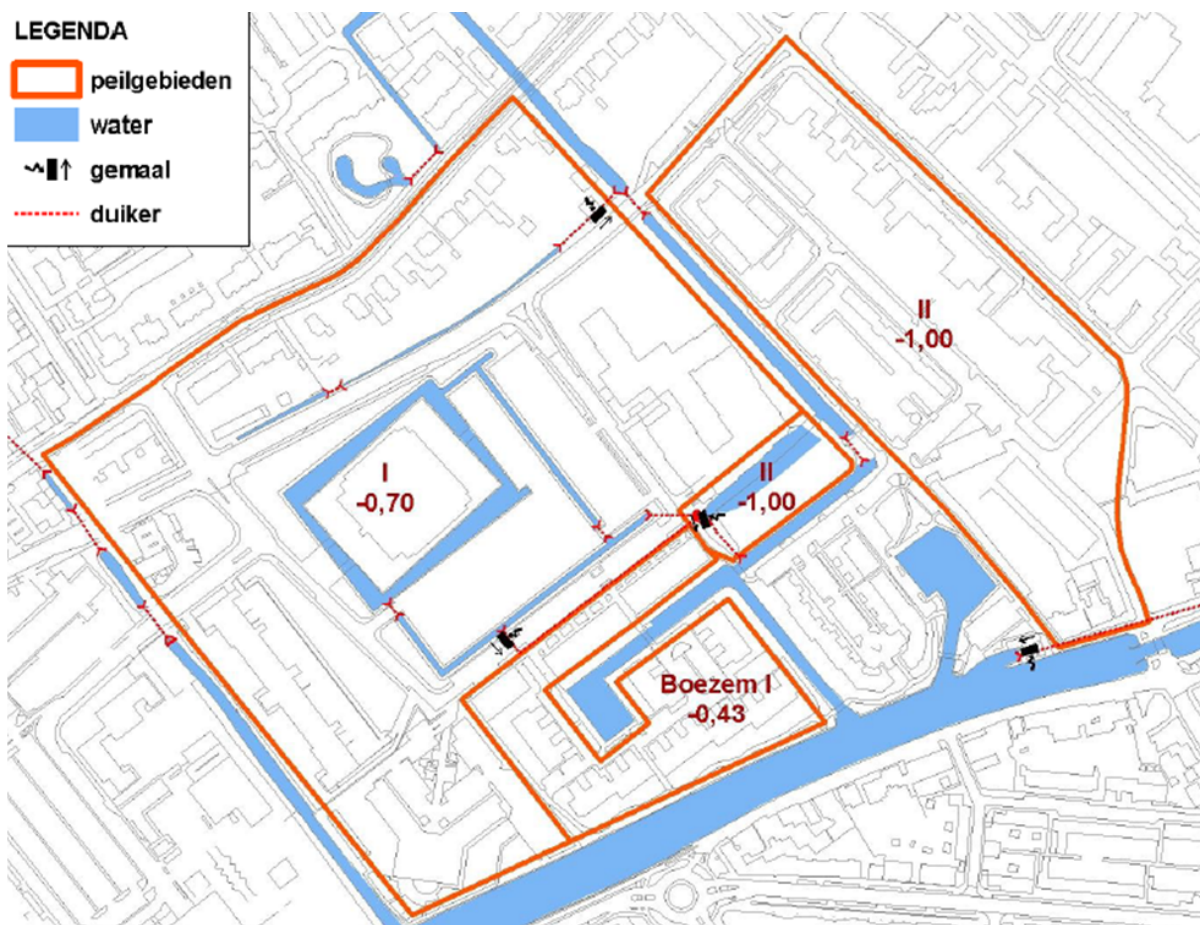 LEGENDA
peilgebieden
water
gemaal
duiker
II
-1,00
I
-0,70
II
-1,00
Boezem I
-0,43